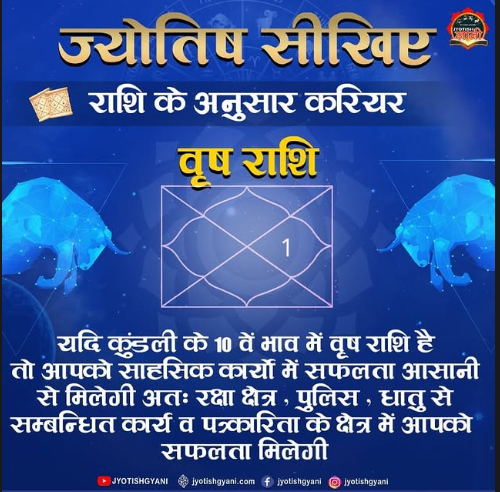 ज्योतिष सीखिए
राशि के अनुसार करियर
वृष राशि
1
यदि कुंडली के 10 वें भाव में वृष राशि है
तो आपको साहसिक कार्यो में सफलता आसानी
से मिलेगी अतः रक्षा क्षेत्र , पुलिस , धातु से
सम्बन्धित कार्य व पत्रकारिता के क्षेत्र में आपको
सफलता मिलेगी
JYOTISHGYANI jyotishgyani.com jyotishgyani jyotishgyani